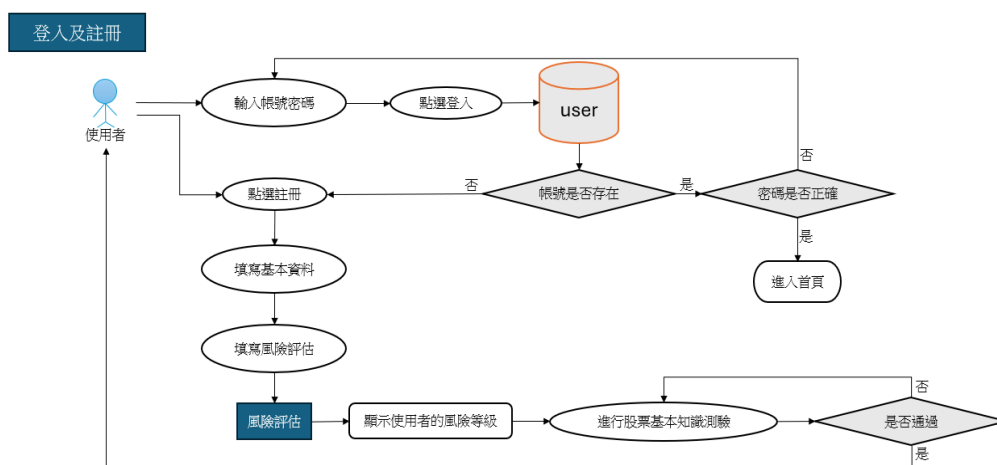 登入及註冊
使用者
輸入帳號密碼
點選登入
user
否
點選註冊
否
帳號是否存在
是
密碼是否正確
是
填寫基本資料
進入首頁
填寫風險評估
風險評估
顯示使用者的風險等級
進行股票基本知識測驗
否
是否通過
是